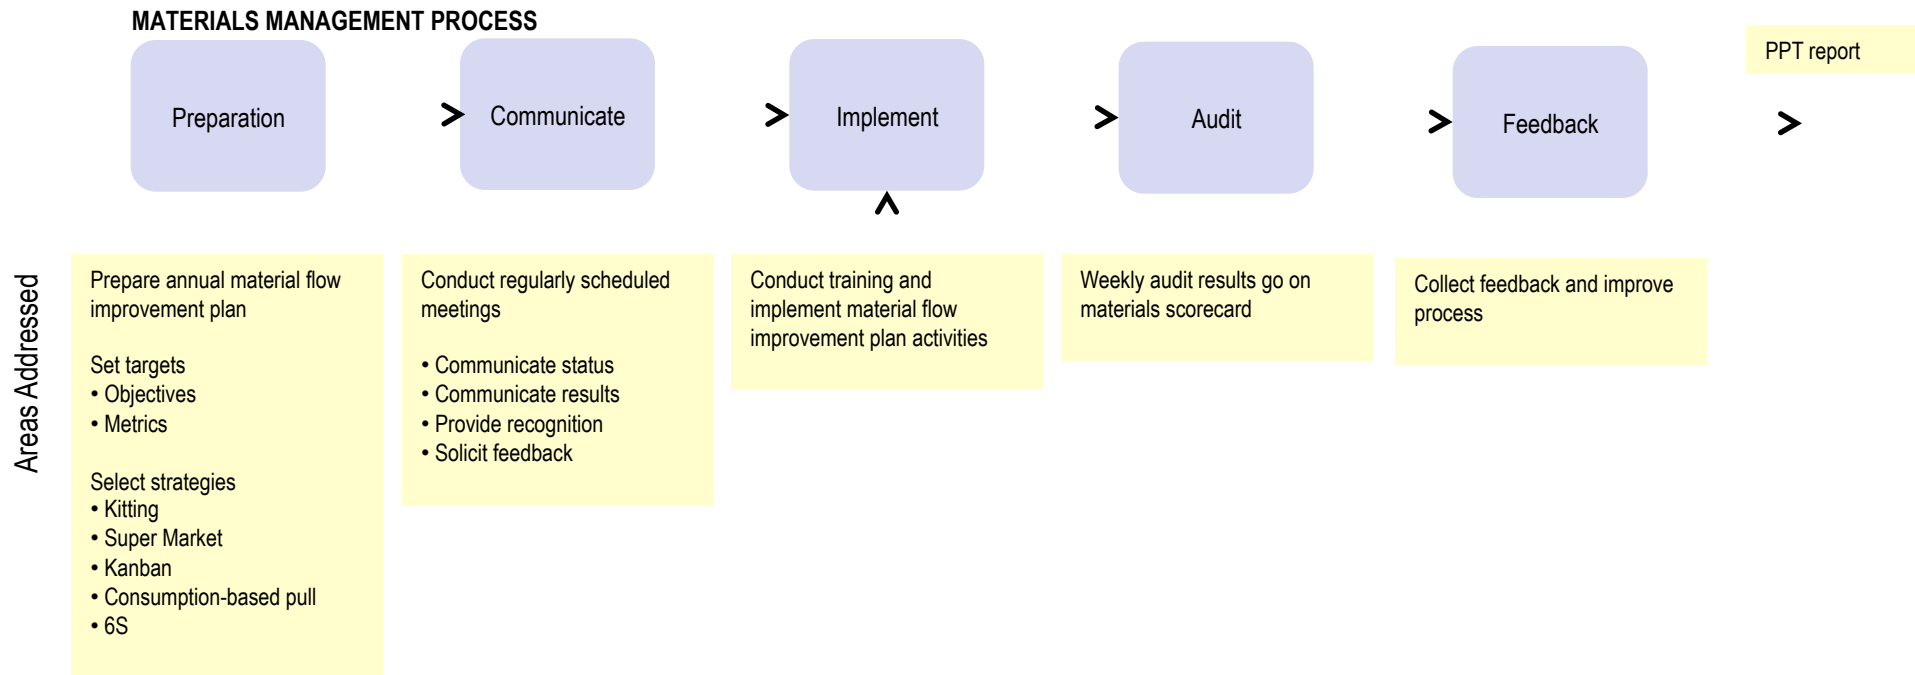 MATERIALS MANAGEMENT PROCESS
PPT report
Preparation
Communicate
Implement
Audit
Feedback
Areas Addressed
Prepare annual material flow
improvement plan
Set targets
• Objectives
• Metrics
Select strategies
• Kitting
• Super Market
• Kanban
• Consumption-based pull
• 6S
Conduct regularly scheduled
meetings
• Communicate status
• Communicate results
• Provide recognition
• Solicit feedback
Conduct training and
implement material flow
improvement plan activities
Weekly audit results go on
materials scorecard
Collect feedback and improve
process